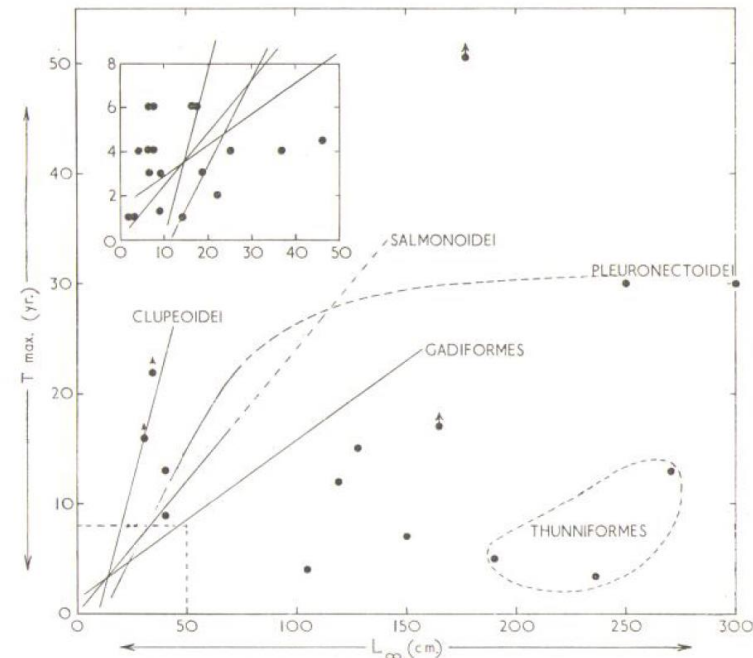 50
40
30
20
10
0
T max. (yr.)
8
6
4
2
0
0 10 20 30 40 50
SALMONOIDEI
PLEURONECTOIDEI
CLUPEOIDEI
GADIFORMES
THUNNIFORMES
0 50 100 150 200 250 300
L∞ (cm.)